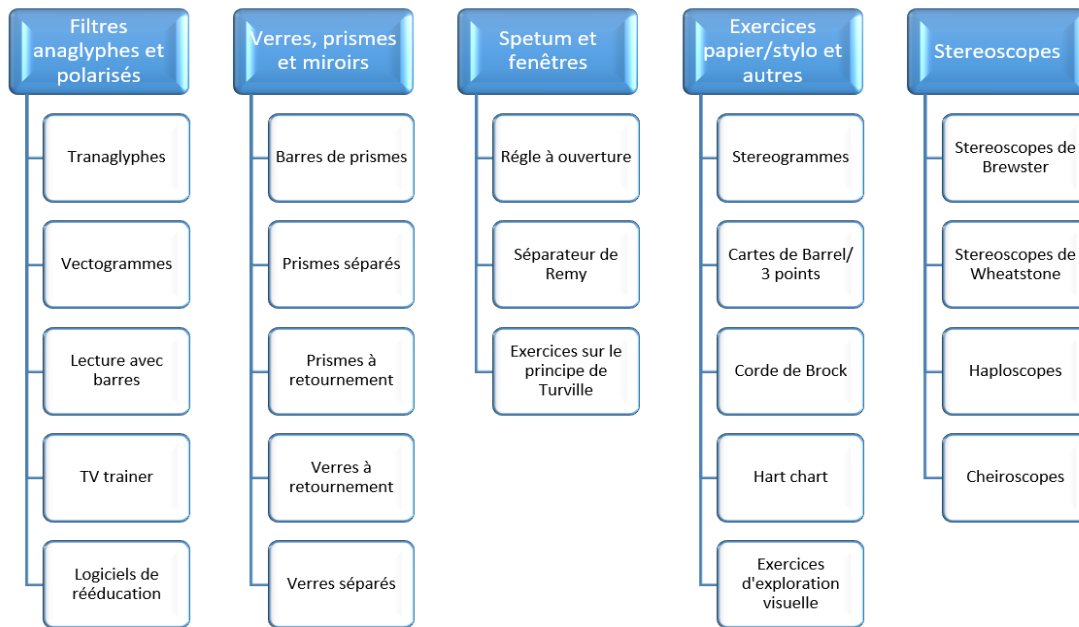 Filtres
anaglyphes et
polarisés
Tranaglyphes
Vectogrammes
Lecture avec
barres
TV trainer
Logiciels de
rééducation
Verres, prismes
et miroirs
Barres de prismes
Prismes séparés
Prismes à
retournement
Verres à
retournement
Verres séparés
Spetum et
fenêtres
Régle à ouverture
Séparateur de
Remy
Exercices sur le
principe de
Turville
Exercices
papier/stylo et
autres
Stereogrammes
Cartes de Barrel/
3 points
Corde de Brock
Hart chart
Exercices
d'exploration
visuelle
Stereoscopes
Stereoscopes de
Brewster
Stereoscopes de
Wheatstone
Haploscopes
Cheiroscopes